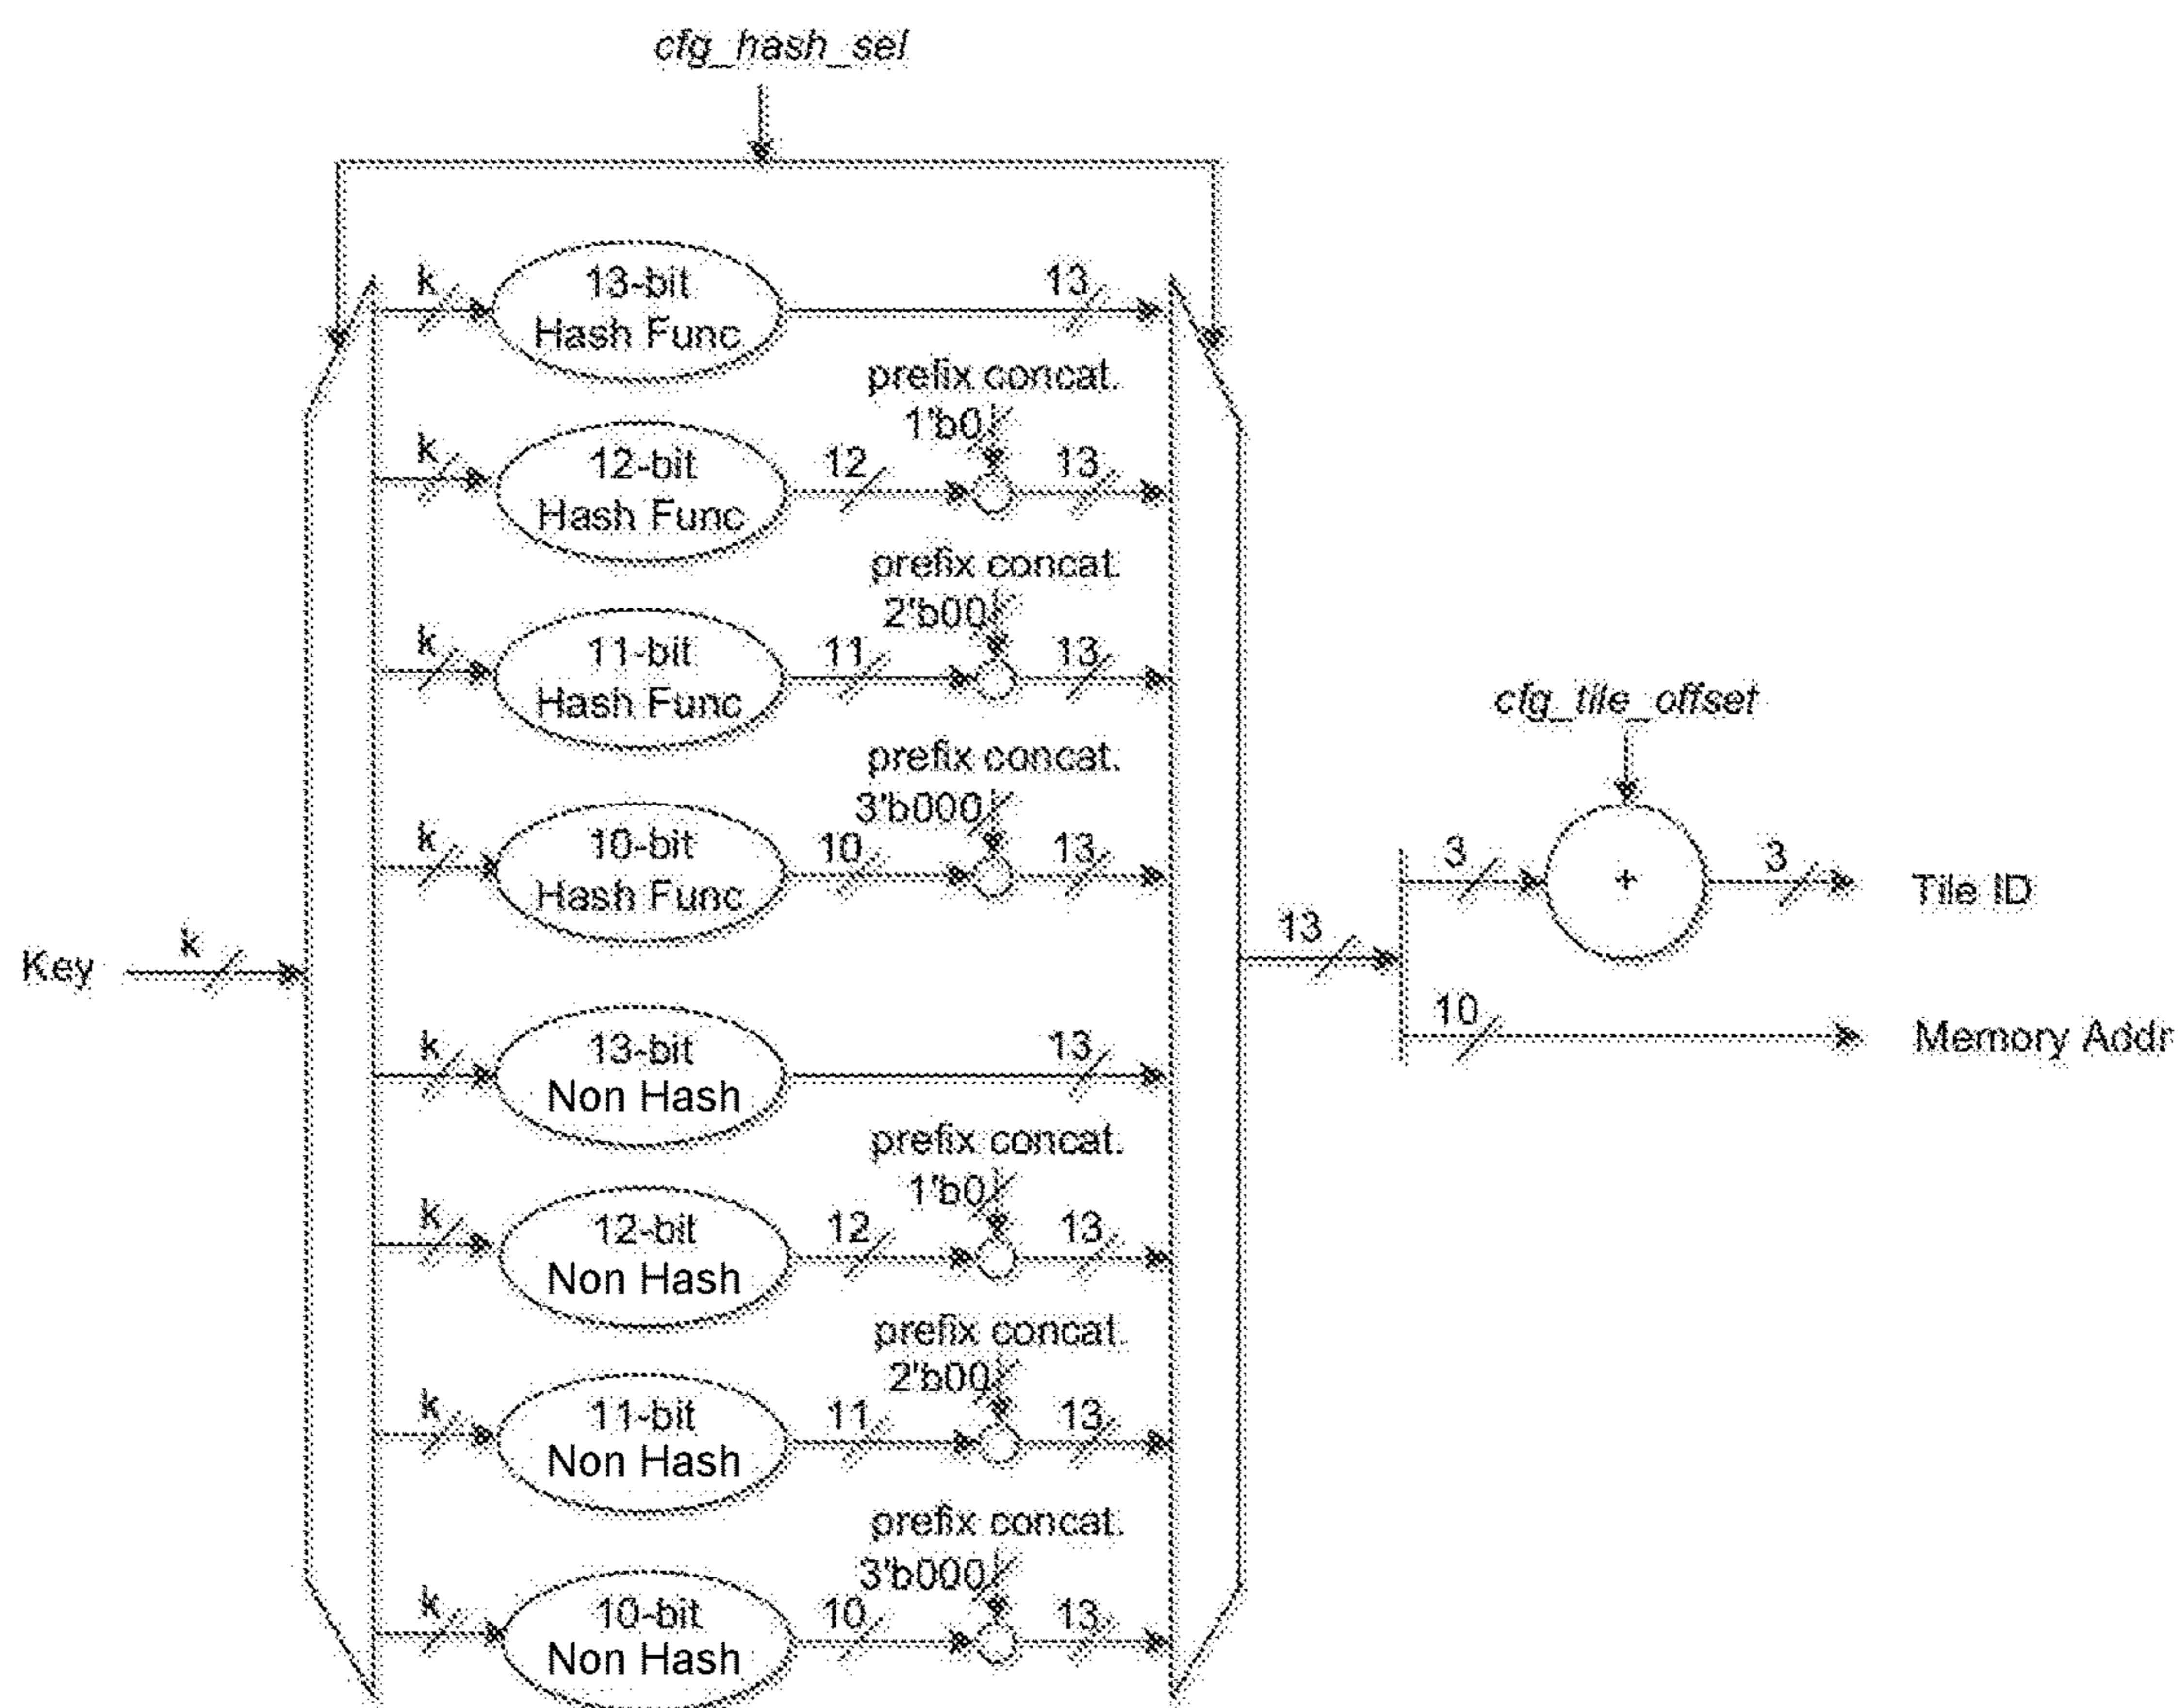 cfg_hash_sel
k
13-bit
Hash Func
13
prefix concat.
1'b0
k
12-bit
Hash Func
12
13
prefix concat.
2'b00
k
11-bit
Hash Func
11
13
prefix concat.
3'b000
k
10-bit
Hash Func
10
13
cfg_tile_offset
3
+
3
Tile ID
Key
k
13
10
Memory Addr
k
13-bit
Non Hash
13
prefix concat.
1'b0
k
12-bit
Non Hash
12
13
prefix concat.
2'b00
k
11-bit
Non Hash
11
13
prefix concat.
3'b000
k
10-bit
Non Hash
10
13